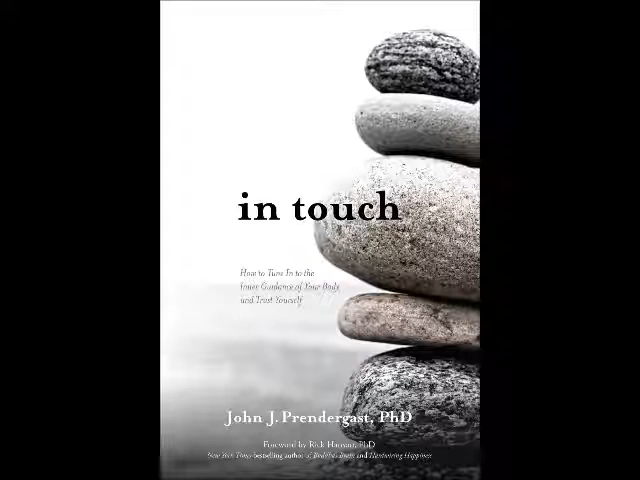 in touch
How to Tune In to the
Inner Guidance of Your Body
and Trust Yourself
John J. Prendergast, PhD
Foreword by Rick Hanson, PhD
New York Times bestselling author of Buddha's Brain and Hardwiring Happiness